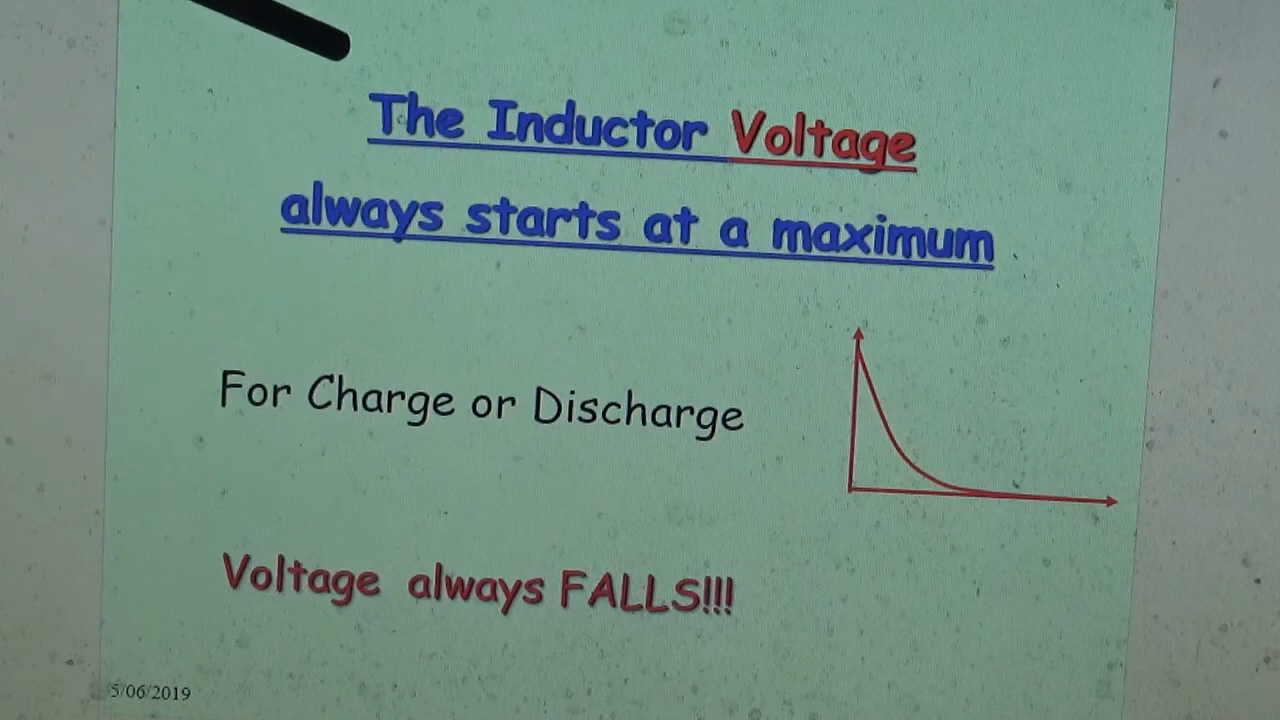 The Inductor Voltage
always starts at a maximum
For Charge or Discharge
Voltage always FALLS!!!
5/06/2019